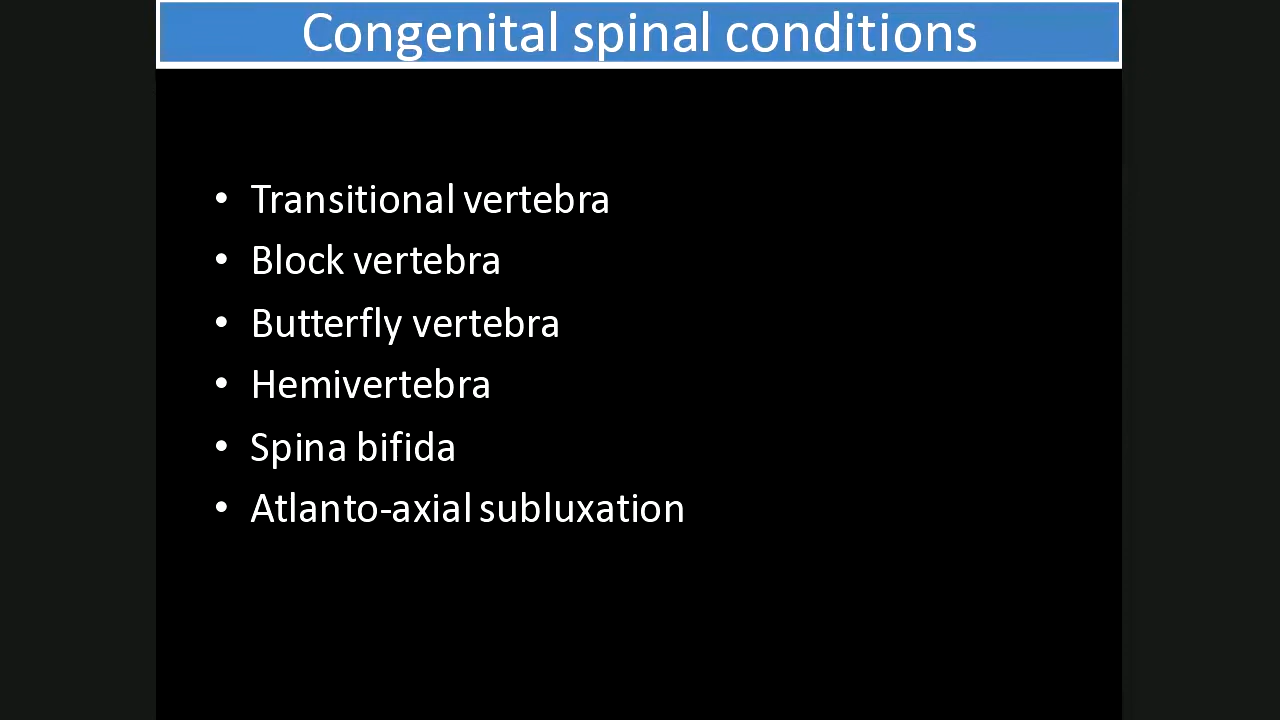 Congenital spinal conditions
• Transitional vertebra
• Block vertebra
• Butterfly vertebra
• Hemivertebra
• Spina bifida
• Atlanto-axial subluxation